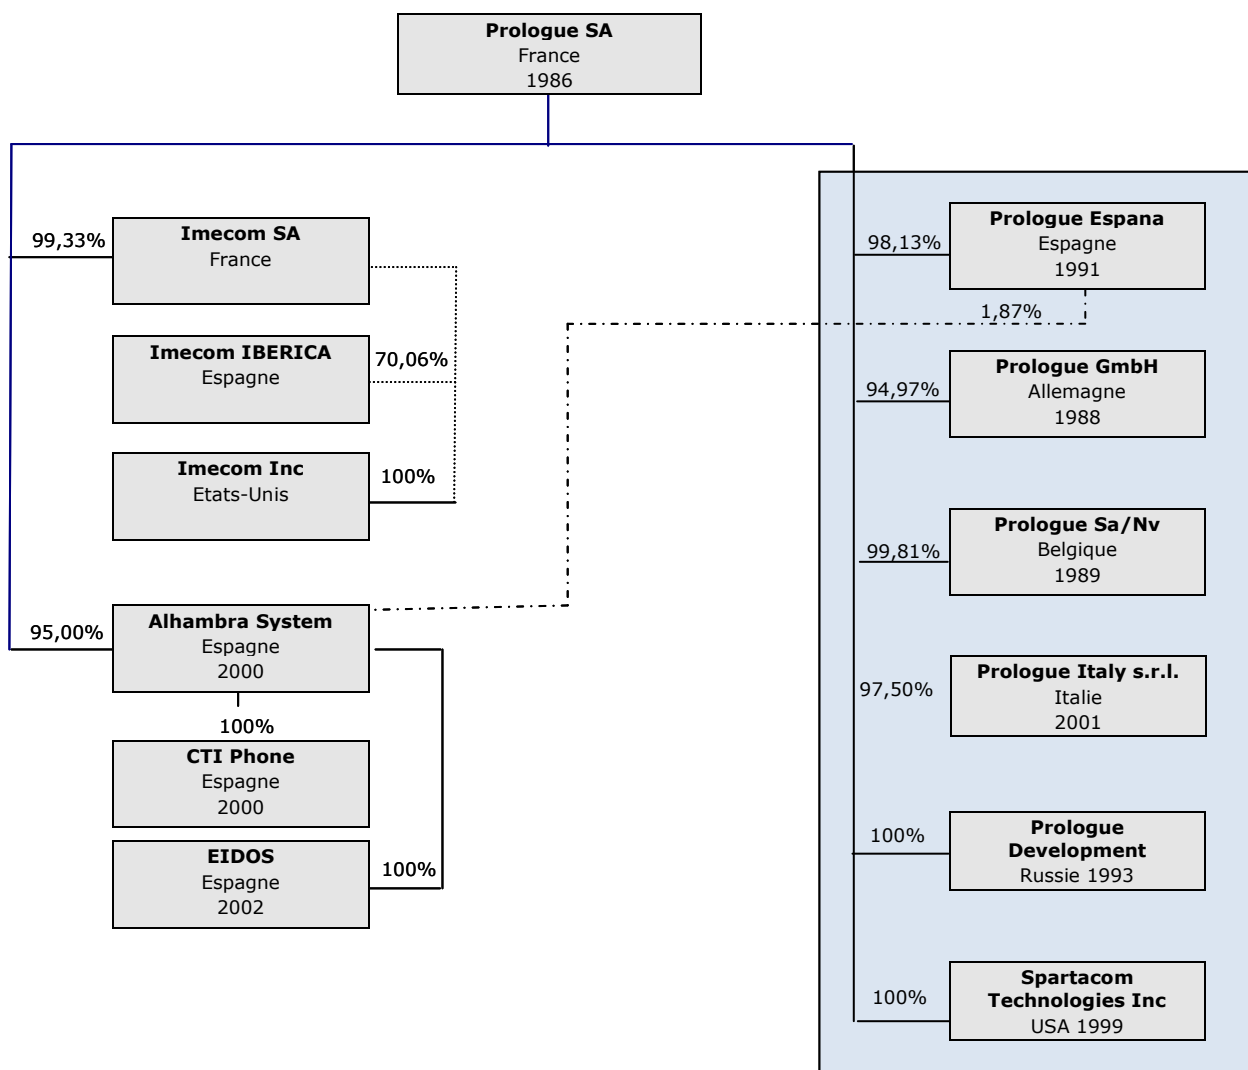 Prologue SA
France
1986
99,33%
Imecom SA
France
Imecom IBERICA
Espagne
70,06%
Imecom Inc
Etats-Unis
100%
95,00%
Alhambra System
Espagne
2000
100%
CTI Phone
Espagne
2000
EIDOS
Espagne
2002
100%
98,13%
Prologue Espana
Espagne
1991
1,87%
94,97%
Prologue GmbH
Allemagne
1988
99,81%
Prologue Sa/Nv
Belgique
1989
97,50%
Prologue Italy s.r.l.
Italie
2001
100%
Prologue
Development
Russie 1993
100%
Spartacom
Technologies Inc
USA 1999